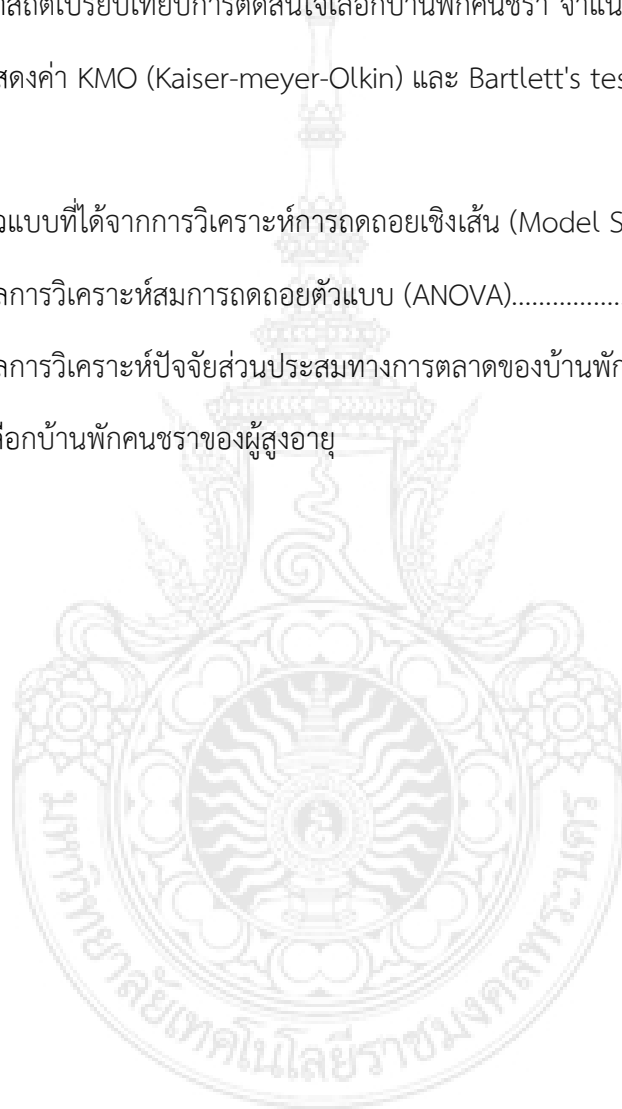 าสถิติเปรียบเทียบการตัดสินใจเลือกบ้านพักคนชรา จำแน
สดงค่า KMO (Kaiser-meyer-Olkin) และ Bartlett's tes
วแบบที่ได้จากการวิเคราะห์การถดถอยเชิงเส้น (Model S
ลการวิเคราะห์สมการถดถอยตัวแบบ (ANOVA)................
ลการวิเคราะห์ปัจจัยส่วนประสมทางการตลาดของบ้านพัก
ลือกบ้านพักคนชราของผู้สูงอายุ
มหาวิทยาลัยเทคโนโลยีราชมงคลพระนคร